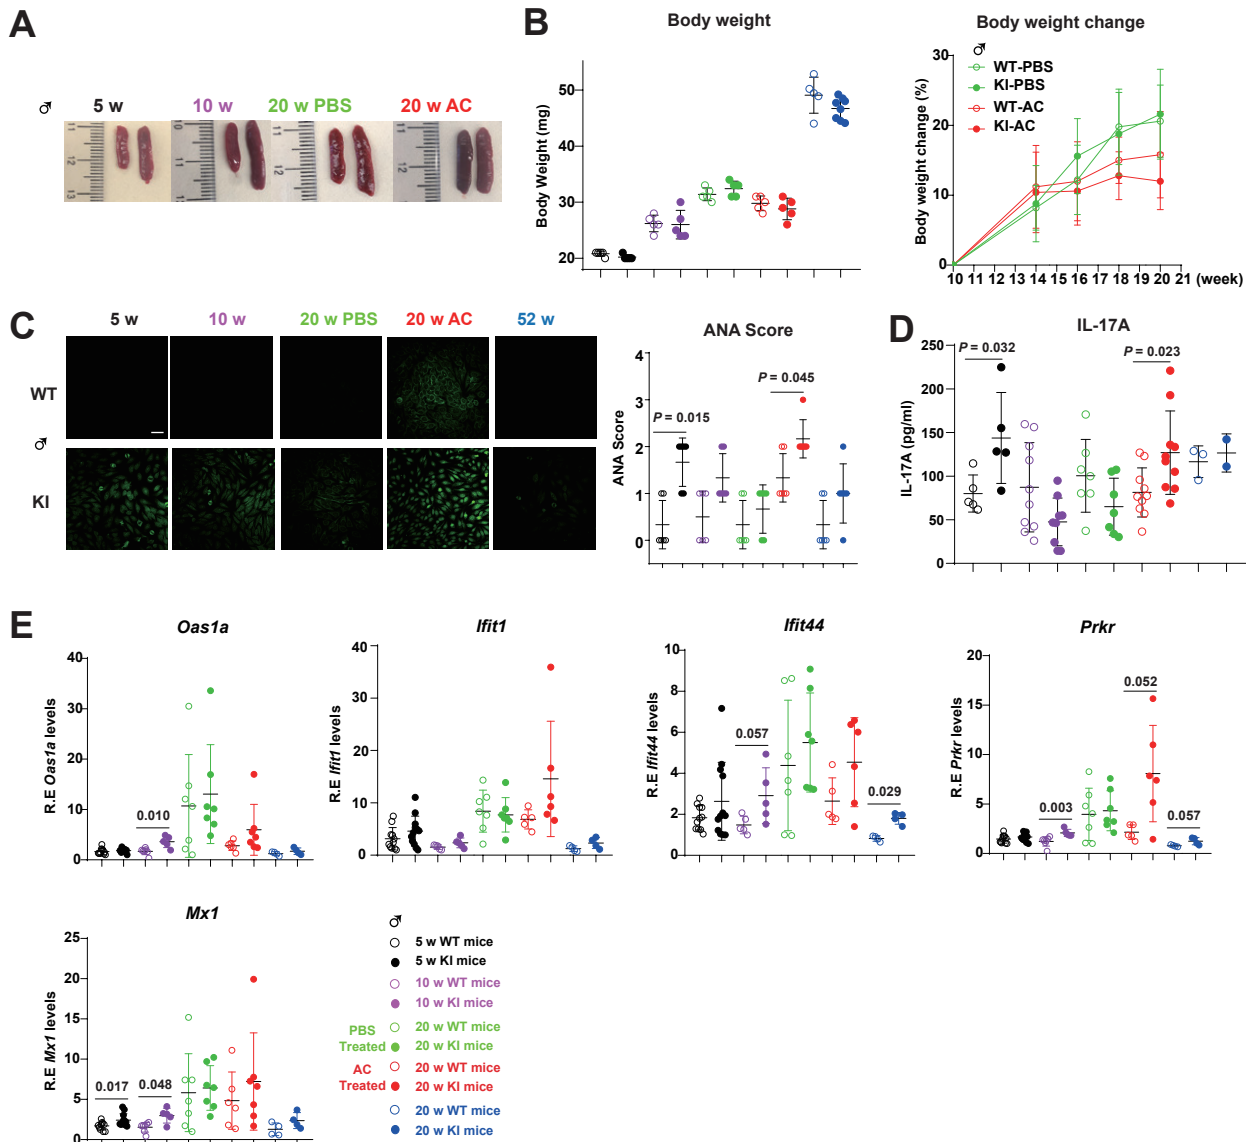 A
♂
5 w
10 w
20 w PBS
20 w AC
12
13
10
11
12
11
12
11
12
B
Body weight
Body Weight (mg)
50
40
30
20
Body weight change
♂
WT-PBS
KI-PBS
WT-AC
KI-AC
Body weight change (%)
30
20
10
0
10 11 12 13 14 15 16 17 18 19 20 21 (week)
C
5 w
10 w
20 w PBS
20 w AC
52 w
WT
♂
KI
ANA Score
ANA Score
4
3
2
1
0
P = 0.015
P = 0.045
D
IL-17A
IL-17A (pg/ml)
250
200
150
100
50
0
P = 0.032
P = 0.023
E
Oas1a
R.E Oas1a levels
40
30
20
10
0
0.010
Ifit1
R.E Ifit1 levels
40
30
20
10
0
Ifit44
R.E Ifit44 levels
10
8
6
4
2
0
0.057
0.029
Prkr
R.E Prkr levels
20
15
10
5
0
0.003
0.052
0.057
Mx1
R.E Mx1 levels
25
20
15
10
5
0
0.017
0.048
♂
5 w WT mice
5 w KI mice
10 w WT mice
10 w KI mice
PBS
Treated
20 w WT mice
20 w KI mice
AC
Treated
20 w WT mice
20 w KI mice
20 w WT mice
20 w KI mice